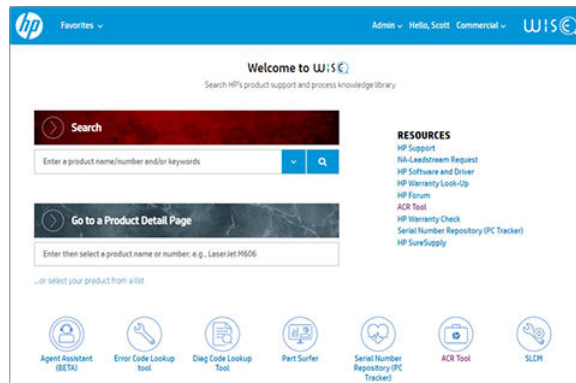 hp
Favorites
Admin Hello, Scott Commercial
WISE
Welcome to WISE
Search HP's product support and process knowledge library
Search
Enter a product name/number and/or keywords
Go to a Product Detail Page
Enter then select a product name or number; e.g., LaserJet M606
...or select your product from a list
RESOURCES
HP Support
NA-Leadstream Request
HP Software and Driver
HP Warranty Look-Up
HP Forum
ACR Tool
HP Warranty Check
Serial Number Repository (PC Tracker)
HP SureSupply
Agent Assistant
(BETA)
Error Code Lookup
tool
Diag Code Lookup
Tool
Part Surfer
Serial Number
Repository (PC
Tracker)
ACR Tool
SLCM